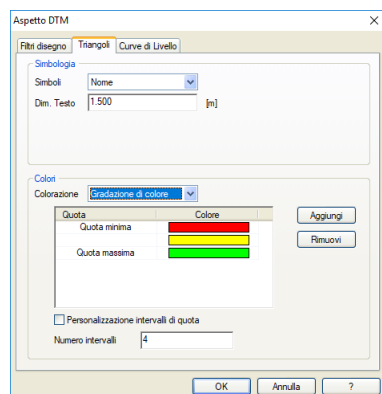 Aspetto DTM
Filtri disegno Triangoli Curve di Livello
Simbologia
Simboli Nome
Dim. Testo 1.500 [m]
Colori
Colorazione Gradazione di colore
Quota Colore
Quota minima
Quota massima
Aggiungi
Rimuovi
Personalizzazione intervalli di quota
Numero intervalli 4
OK Annulla ?